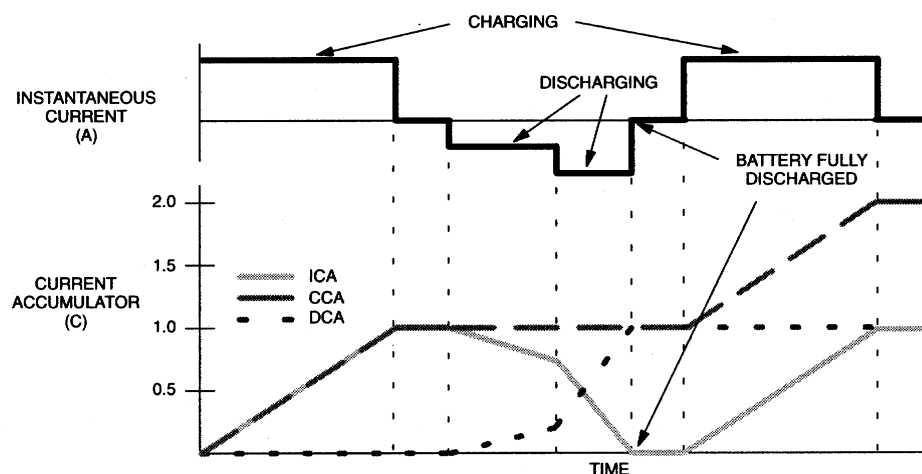 CHARGING
INSTANTANEOUS
CURRENT
(A)
DISCHARGING
BATTERY FULLY
DISCHARGED
2.0
1.5
CURRENT
ACCUMULATOR
(C)
1.0
0.5
ICA
CCA
DCA
TIME